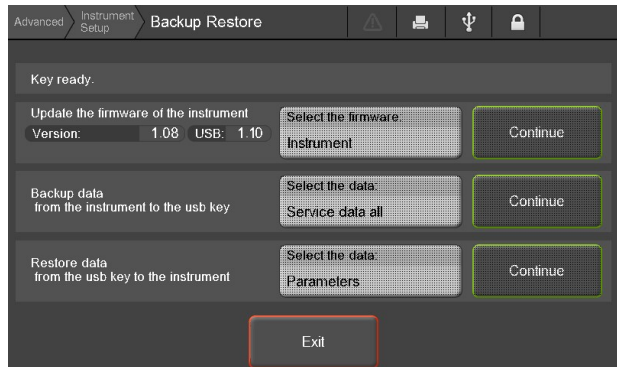 Advanced
Instrument
Setup
Backup Restore
Key ready.
Update the firmware of the instrument
Version: 1.08 USB: 1.10
Select the firmware:
Instrument
Continue
Backup data
from the instrument to the usb key
Select the data:
Service data all
Continue
Restore data
from the usb key to the instrument
Select the data:
Parameters
Continue
Exit